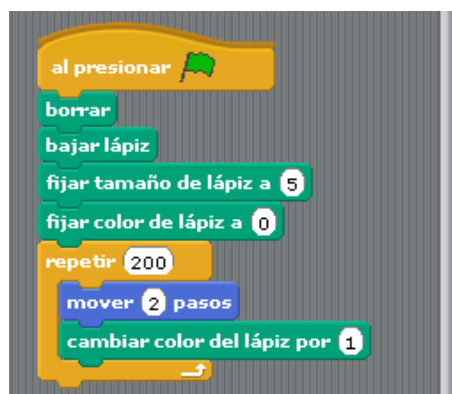 al presionar
borrar
bajar lápiz
fijar tamaño de lápiz a 5
fijar color de lápiz a 0
repetir 200
mover 2 pasos
cambiar color del lápiz por 1